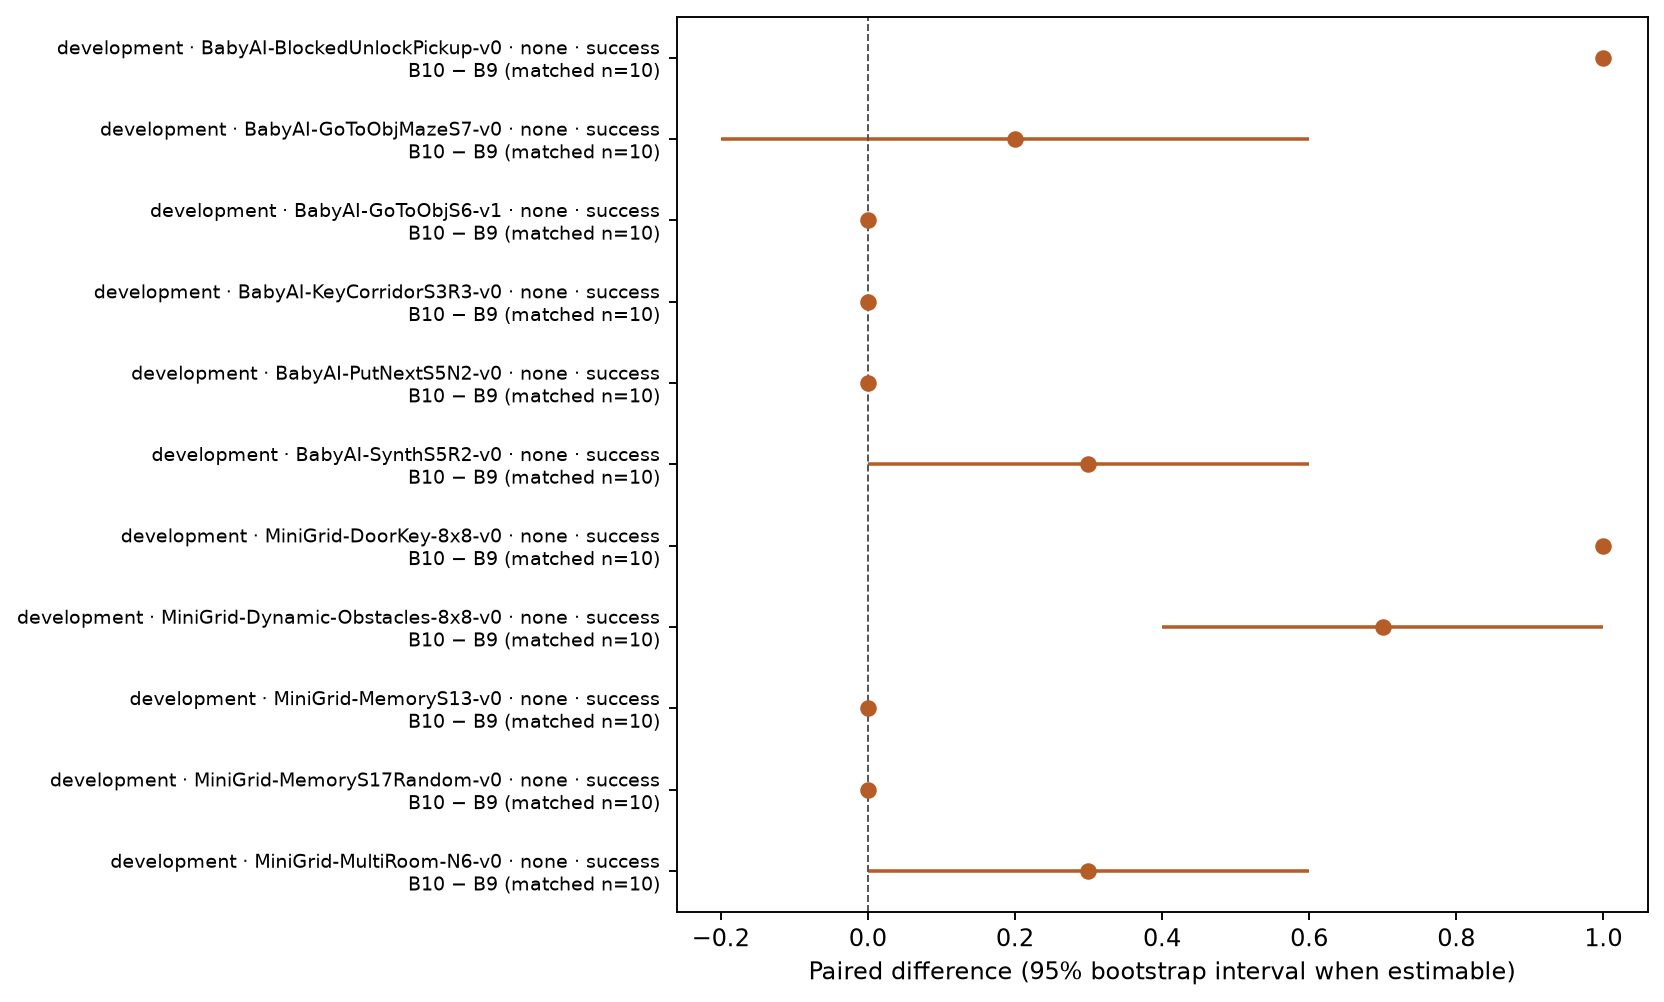 development · BabyAI-BlockedUnlockPickup-v0 · none · success
B10 − B9 (matched n=10)
development · BabyAI-GoToObjMazeS7-v0 · none · success
B10 − B9 (matched n=10)
development · BabyAI-GoToObjS6-v1 · none · success
B10 − B9 (matched n=10)
development · BabyAI-KeyCorridorS3R3-v0 · none · success
B10 − B9 (matched n=10)
development · BabyAI-PutNextS5N2-v0 · none · success
B10 − B9 (matched n=10)
development · BabyAI-SynthS5R2-v0 · none · success
B10 − B9 (matched n=10)
development · MiniGrid-DoorKey-8x8-v0 · none · success
B10 − B9 (matched n=10)
development · MiniGrid-Dynamic-Obstacles-8x8-v0 · none · success
B10 − B9 (matched n=10)
development · MiniGrid-MemoryS13-v0 · none · success
B10 − B9 (matched n=10)
development · MiniGrid-MemoryS17Random-v0 · none · success
B10 − B9 (matched n=10)
development · MiniGrid-MultiRoom-N6-v0 · none · success
B10 − B9 (matched n=10)
−0.2 0.0 0.2 0.4 0.6 0.8 1.0
Paired difference (95% bootstrap interval when estimable)